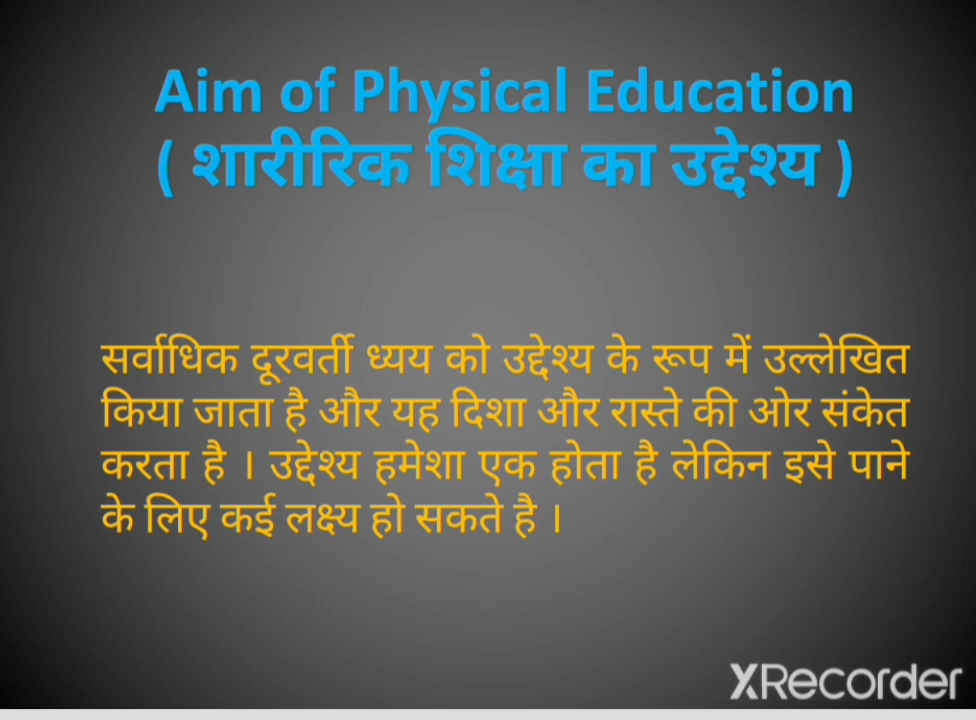 Aim of Physical Education
( शारीरिक शिक्षा का उद्देश्य )
सर्वाधिक दूरवर्ती ध्यय को उद्देश्य के रूप में उल्लेखित
किया जाता है और यह दिशा और रास्ते की ओर संकेत
करता है । उद्देश्य हमेशा एक होता है लेकिन इसे पाने
के लिए कई लक्ष्य हो सकते है ।
XRecorder